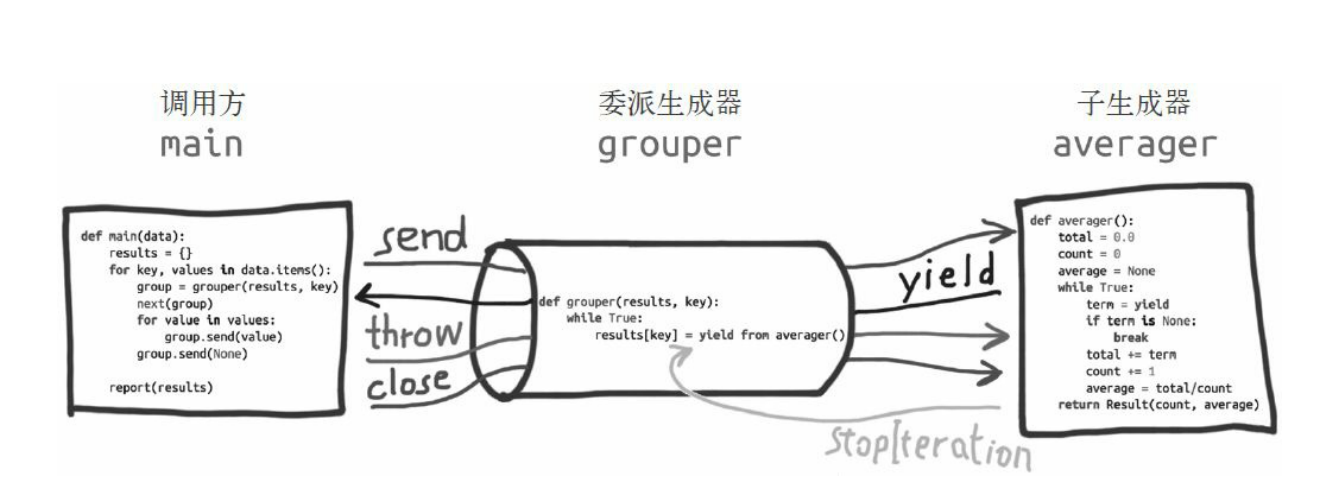 调用方
main
委派生成器
grouper
子生成器
averager
def main(data):
results = {}
for key, values in data.items():
group = grouper(results, key)
next(group)
for value in values:
group.send(value)
group.send(None)
report(results)
send
throw
close
def grouper(results, key):
while True:
results[key] = yield from averager()
yield
StopIteration
def averager():
total = 0.0
count = 0
average = None
while True:
term = yield
if term is None:
break
total += term
count += 1
average = total/count
return Result(count, average)